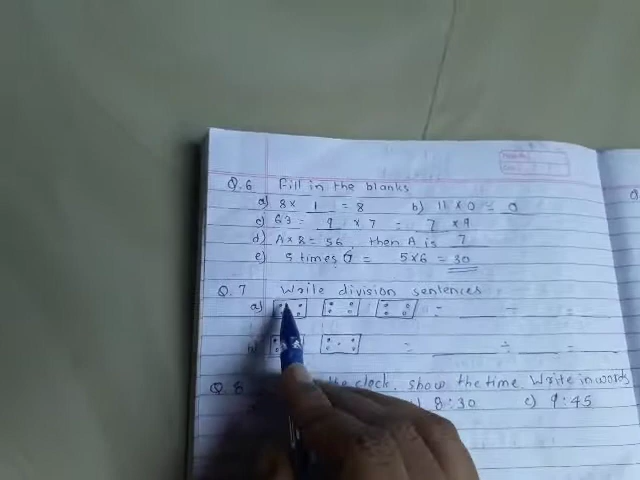 Q.6 Fill in the blanks
a) 8 × 1 = 8 b) 11 × 0 = 0
c) 63 = 9 × 7 = 7 × 9
d) A × 8 = 56, then A is 7
e) 5 times 6 = 5 × 6 = 30
Q.7 Write division sentences
a) = ÷ =
= ÷ =
Q.8 the clock, show the time. Write in words
8:30 c) 9:45